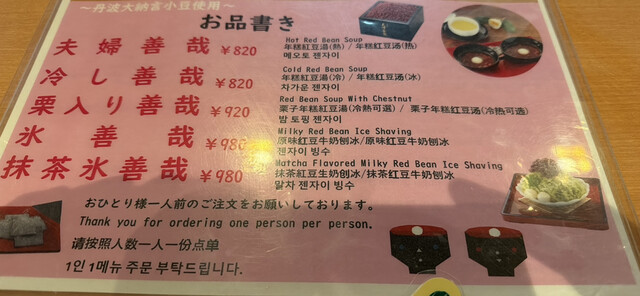 ～丹波大納言小豆使用～
お品書き
夫婦善哉 ￥820
Hot Red Bean Soup
年糕紅豆湯(熱) / 年糕红豆汤(热)
메오토 젠자이
冷し善哉 ￥820
Cold Red Bean Soup
年糕紅豆湯(冷) / 年糕红豆汤(冰)
차가운 젠자이
栗入り善哉 ￥920
Red Bean Soup With Chestnut
栗子年糕紅豆湯(冷熱可選) / 栗子年糕红豆汤(冷热可选)
밤 토핑 젠자이
氷善哉 ￥980
Milky Red Bean Ice Shaving
原味紅豆牛奶刨冰/原味红豆牛奶刨冰
젠자이 빙수
抹茶氷善哉 ￥980
Matcha Flavored Milky Red Bean Ice Shaving
抹茶紅豆生奶刨冰/抹茶红豆牛奶刨冰
말차 젠자이 빙수
おひとり様一人前のご注文をお願いしております。
Thank you for ordering one person per person.
请按照人数一人一份点单
1인 1메뉴 주문 부탁드립니다.